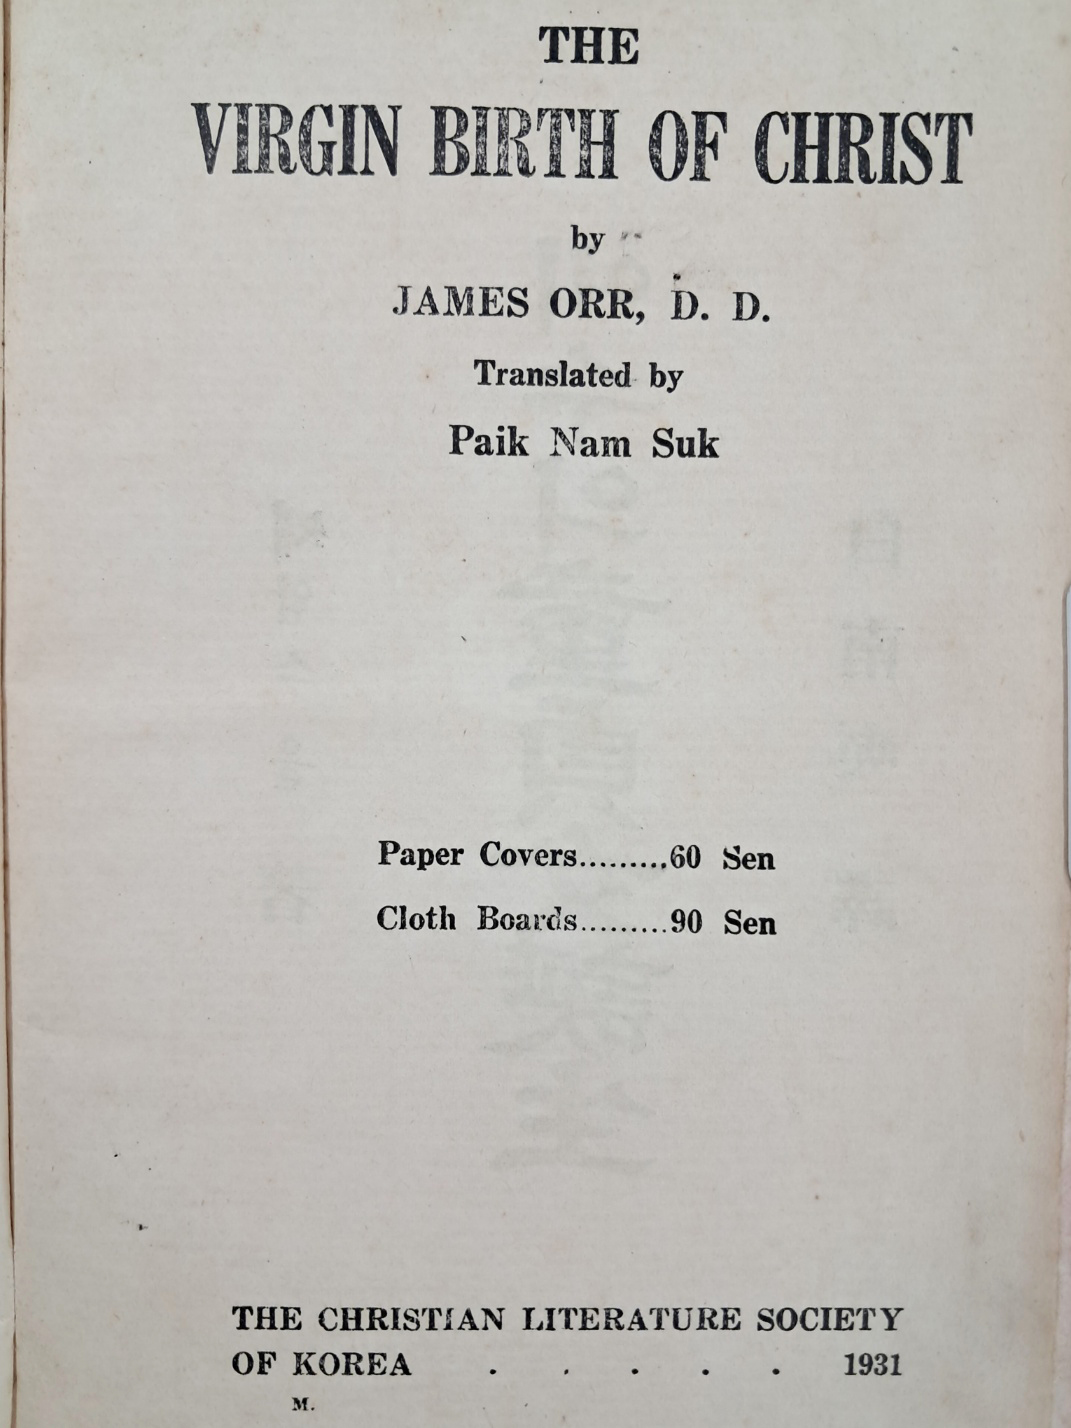 THE
VIRGIN BIRTH OF CHRIST
by
JAMES ORR, D. D.
Translated by
Paik Nam Suk
Paper Covers.........60 Sen
Cloth Boards.........90 Sen
THE CHRISTIAN LITERATURE SOCIETY
OF KOREA . . . . . 1931
M.